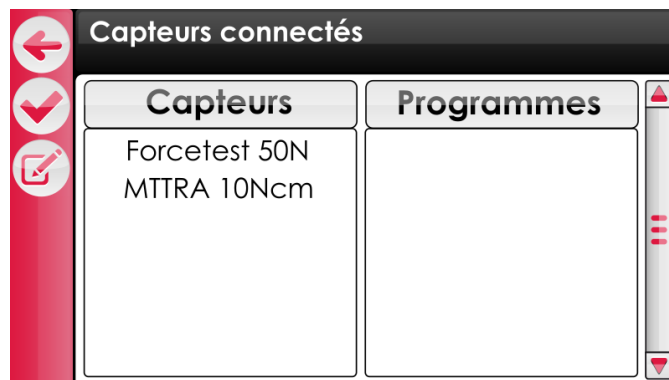 Capteurs connectés
Capteurs
Programmes
Forcetest 50N
MTTRA 10Ncm